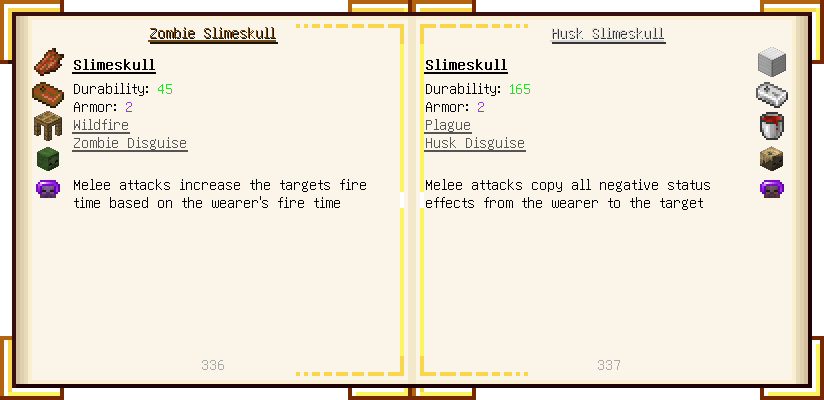 Zombie Slimeskull
Slimeskull
Durability: 45
Armor: 2
Wildfire
Zombie Disguise
Melee attacks increase the targets fire
time based on the wearer's fire time
336
Husk Slimeskull
Slimeskull
Durability: 165
Armor: 2
Plague
Husk Disguise
Melee attacks copy all negative status
effects from the wearer to the target
337